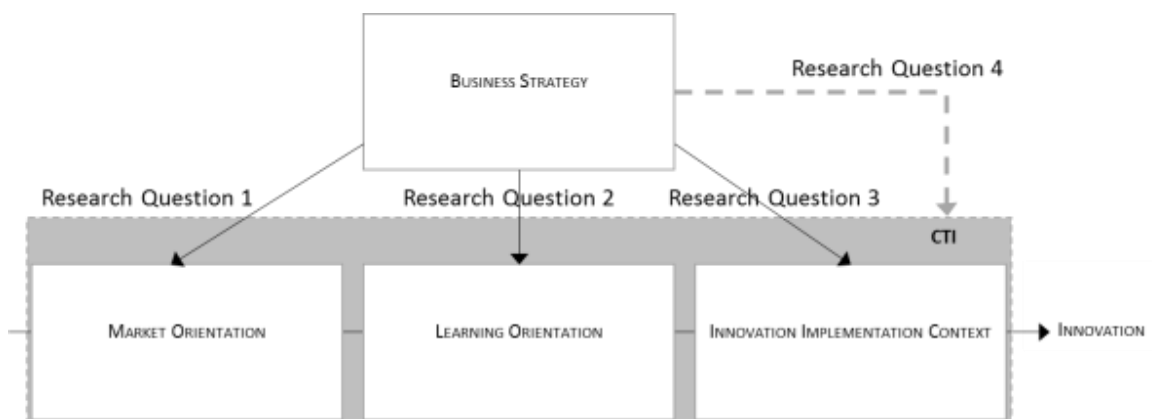 Business Strategy
Research Question 4
Research Question 1
Research Question 2
Research Question 3
CTI
Market Orientation
Learning Orientation
Innovation Implementation Context
Innovation